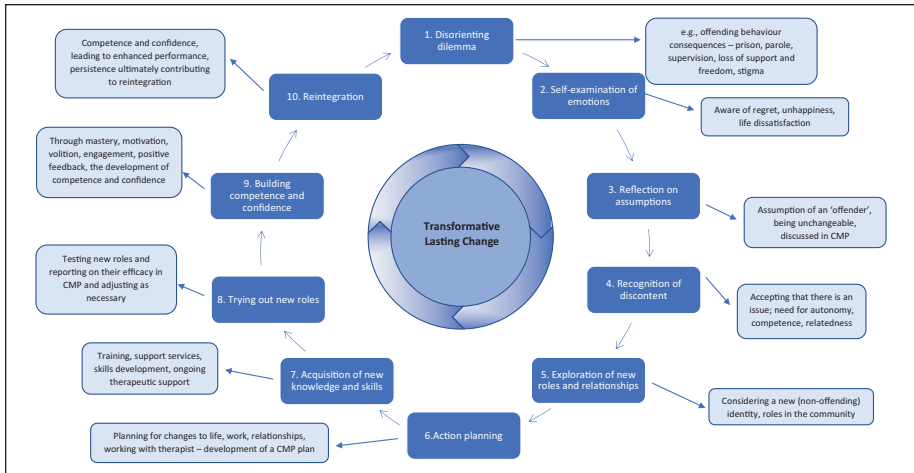 1. Disorienting
dilemma
e.g., offending behaviour
consequences – prison, parole,
supervision, loss of support and
freedom, stigma
2. Self-examination of
emotions
Aware of regret, unhappiness,
life dissatisfaction
3. Reflection on
assumptions
Assumption of an 'offender',
being unchangeable,
discussed in CMP
4. Recognition of
discontent
Accepting that there is an
issue; need for autonomy,
competence, relatedness
5. Exploration of new
roles and relationships
Considering a new (non-offending)
identity, roles in the community
6.Action planning
Planning for changes to life, work, relationships,
working with therapist – development of a CMP plan
7. Acquisition of new
knowledge and skills
Training, support services,
skills development, ongoing
therapeutic support
8. Trying out new roles
Testing new roles and
reporting on their efficacy in
CMP and adjusting as
necessary
9. Building
competence and
confidence
Through mastery, motivation,
volition, engagement, positive
feedback, the development of
competence and confidence
10. Reintegration
Competence and confidence,
leading to enhanced performance,
persistence ultimately contributing
to reintegration
Transformative
Lasting Change